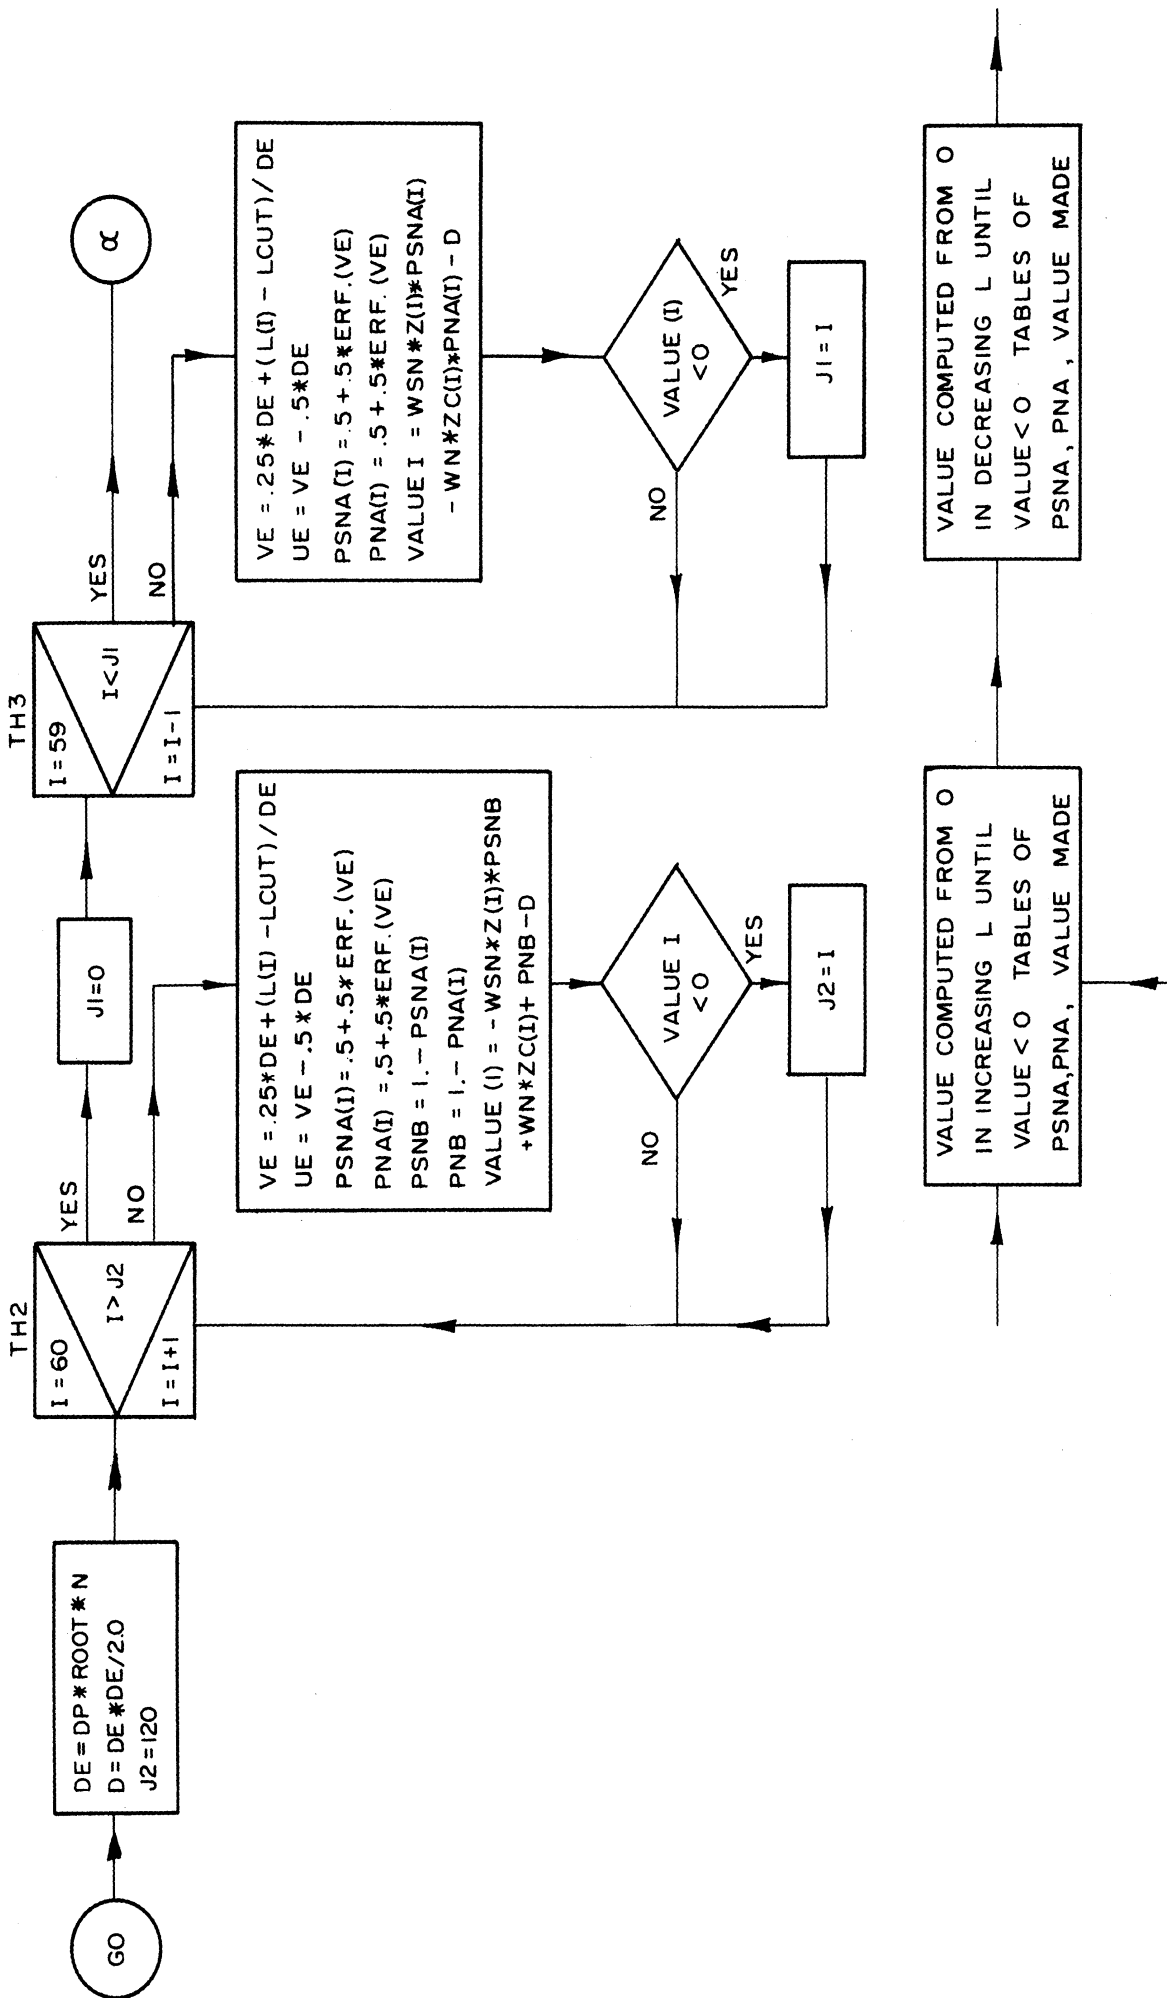 GO
DE = DP * ROOT * N
D = DE * DE/2.0
J2 = 120
TH2
I = 60
I > J2
I = I+1
YES
NO
J1=0
VE = .25*DE + (L(I) - LCUT)/DE
UE = VE - .5*DE
PSNA(I) = .5+.5*ERF.(VE)
PNA(I) = .5+.5*ERF.(VE)
PSNB = 1. - PSNA(I)
PNB = 1. - PNA(I)
VALUE (I) = -WSN*Z(I)*PSNB
+WN*ZC(I)+ PNB-D
VALUE I
<0
NO
YES
J2 = I
TH3
I = 59
I<J1
I = I-1
YES
NO
α
VE = .25*DE + (L(I) - LCUT)/DE
UE = VE - .5*DE
PSNA(I) = .5 + .5*ERF.(VE)
PNA(I) = .5 + .5*ERF.(VE)
VALUE I = WSN*Z(I)*PSNA(I)
- WN*ZC(I)*PNA(I) - D
VALUE (I)
<0
NO
YES
J1 = I
VALUE COMPUTED FROM O
IN INCREASING L UNTIL
VALUE < O TABLES OF
PSNA,PNA, VALUE MADE
VALUE COMPUTED FROM O
IN DECREASING L UNTIL
VALUE < O TABLES OF
PSNA, PNA, VALUE MADE